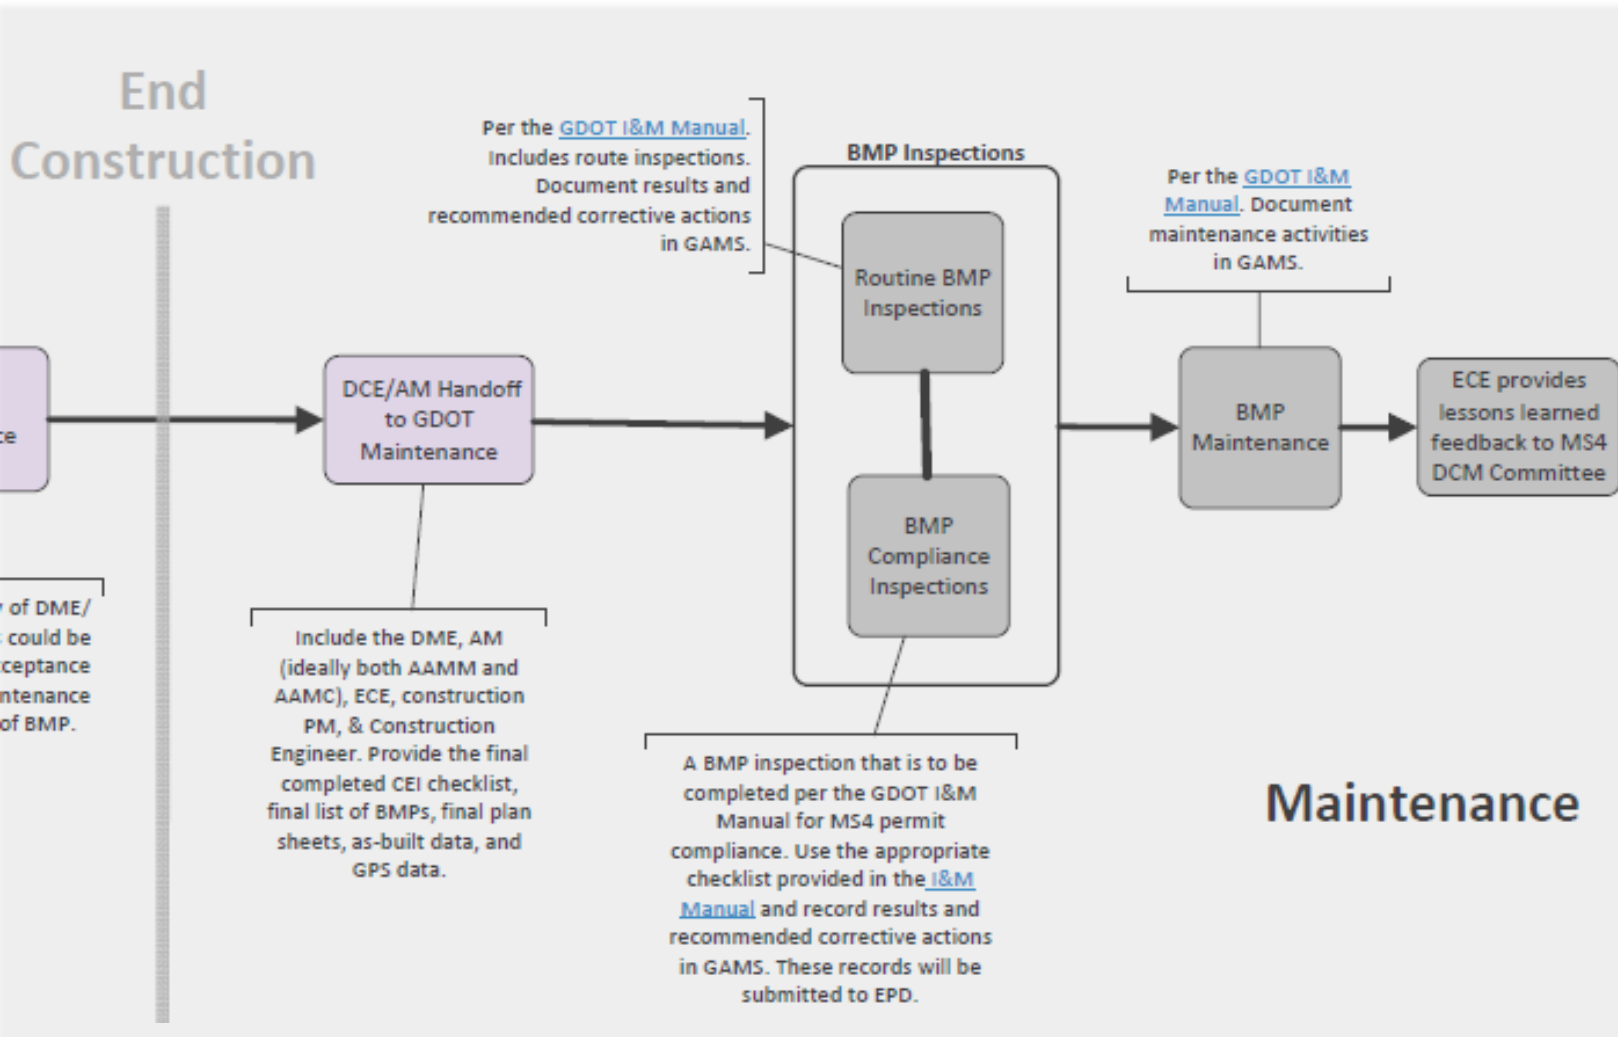 End
Construction
of DME/
could be
of BMP.
DCE/AM Handoff
to GDOT
Maintenance
Include the DME, AM
(ideally both AAMM and
AAMC), ECE, construction
PM, & Construction
Engineer. Provide the final
completed CEI checklist,
final list of BMPs, final plan
sheets, as-built data, and
GPS data.
Per the GDOT I&M Manual.
Includes route inspections.
Document results and
recommended corrective actions
in GAMS.
BMP Inspections
Routine BMP
Inspections
BMP
Compliance
Inspections
A BMP inspection that is to be
completed per the GDOT I&M
Manual for MS4 permit
compliance. Use the appropriate
checklist provided in the I&M
Manual and record results and
recommended corrective actions
in GAMS. These records will be
submitted to EPD.
Per the GDOT I&M
Manual. Document
maintenance activities
in GAMS.
BMP
Maintenance
ECE provides
lessons learned
feedback to MS4
DCM Committee
Maintenance